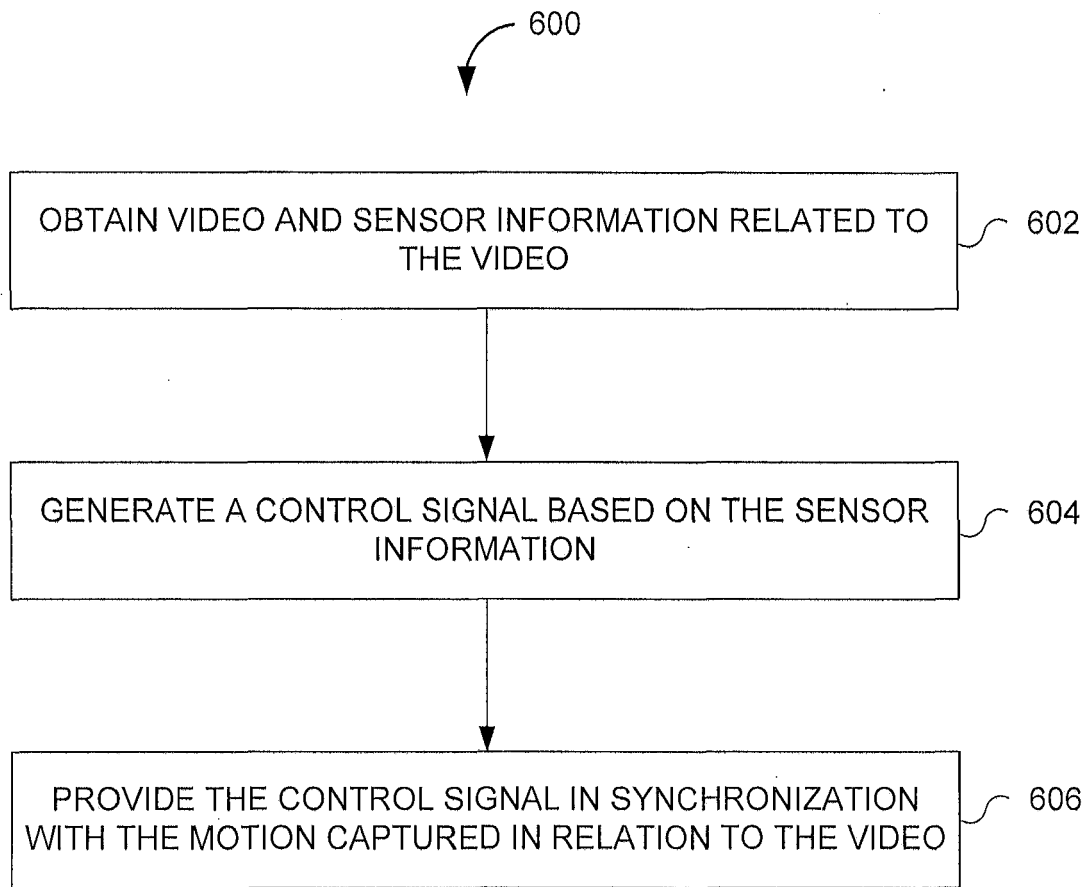 600
OBTAIN VIDEO AND SENSOR INFORMATION RELATED TO
THE VIDEO
602
GENERATE A CONTROL SIGNAL BASED ON THE SENSOR
INFORMATION
604
PROVIDE THE CONTROL SIGNAL IN SYNCHRONIZATION
WITH THE MOTION CAPTURED IN RELATION TO THE VIDEO
606